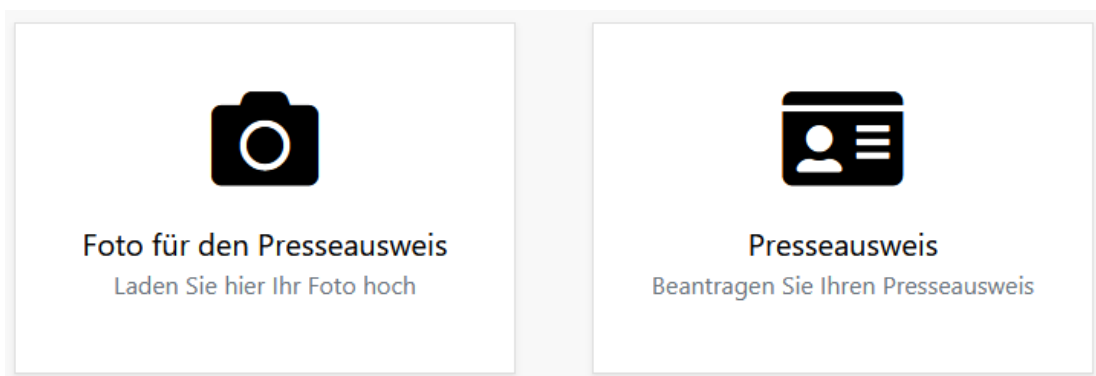 Foto für den Presseausweis
Laden Sie hier Ihr Foto hoch
Presseausweis
Beantragen Sie Ihren Presseausweis